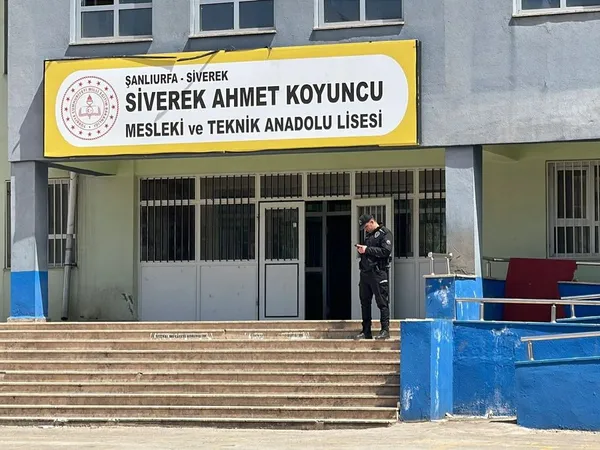 ŞANLIURFA - SİVEREK
SİVEREK AHMET KOYUNCU
MESLEKİ ve TEKNİK ANADOLU LİSESİ